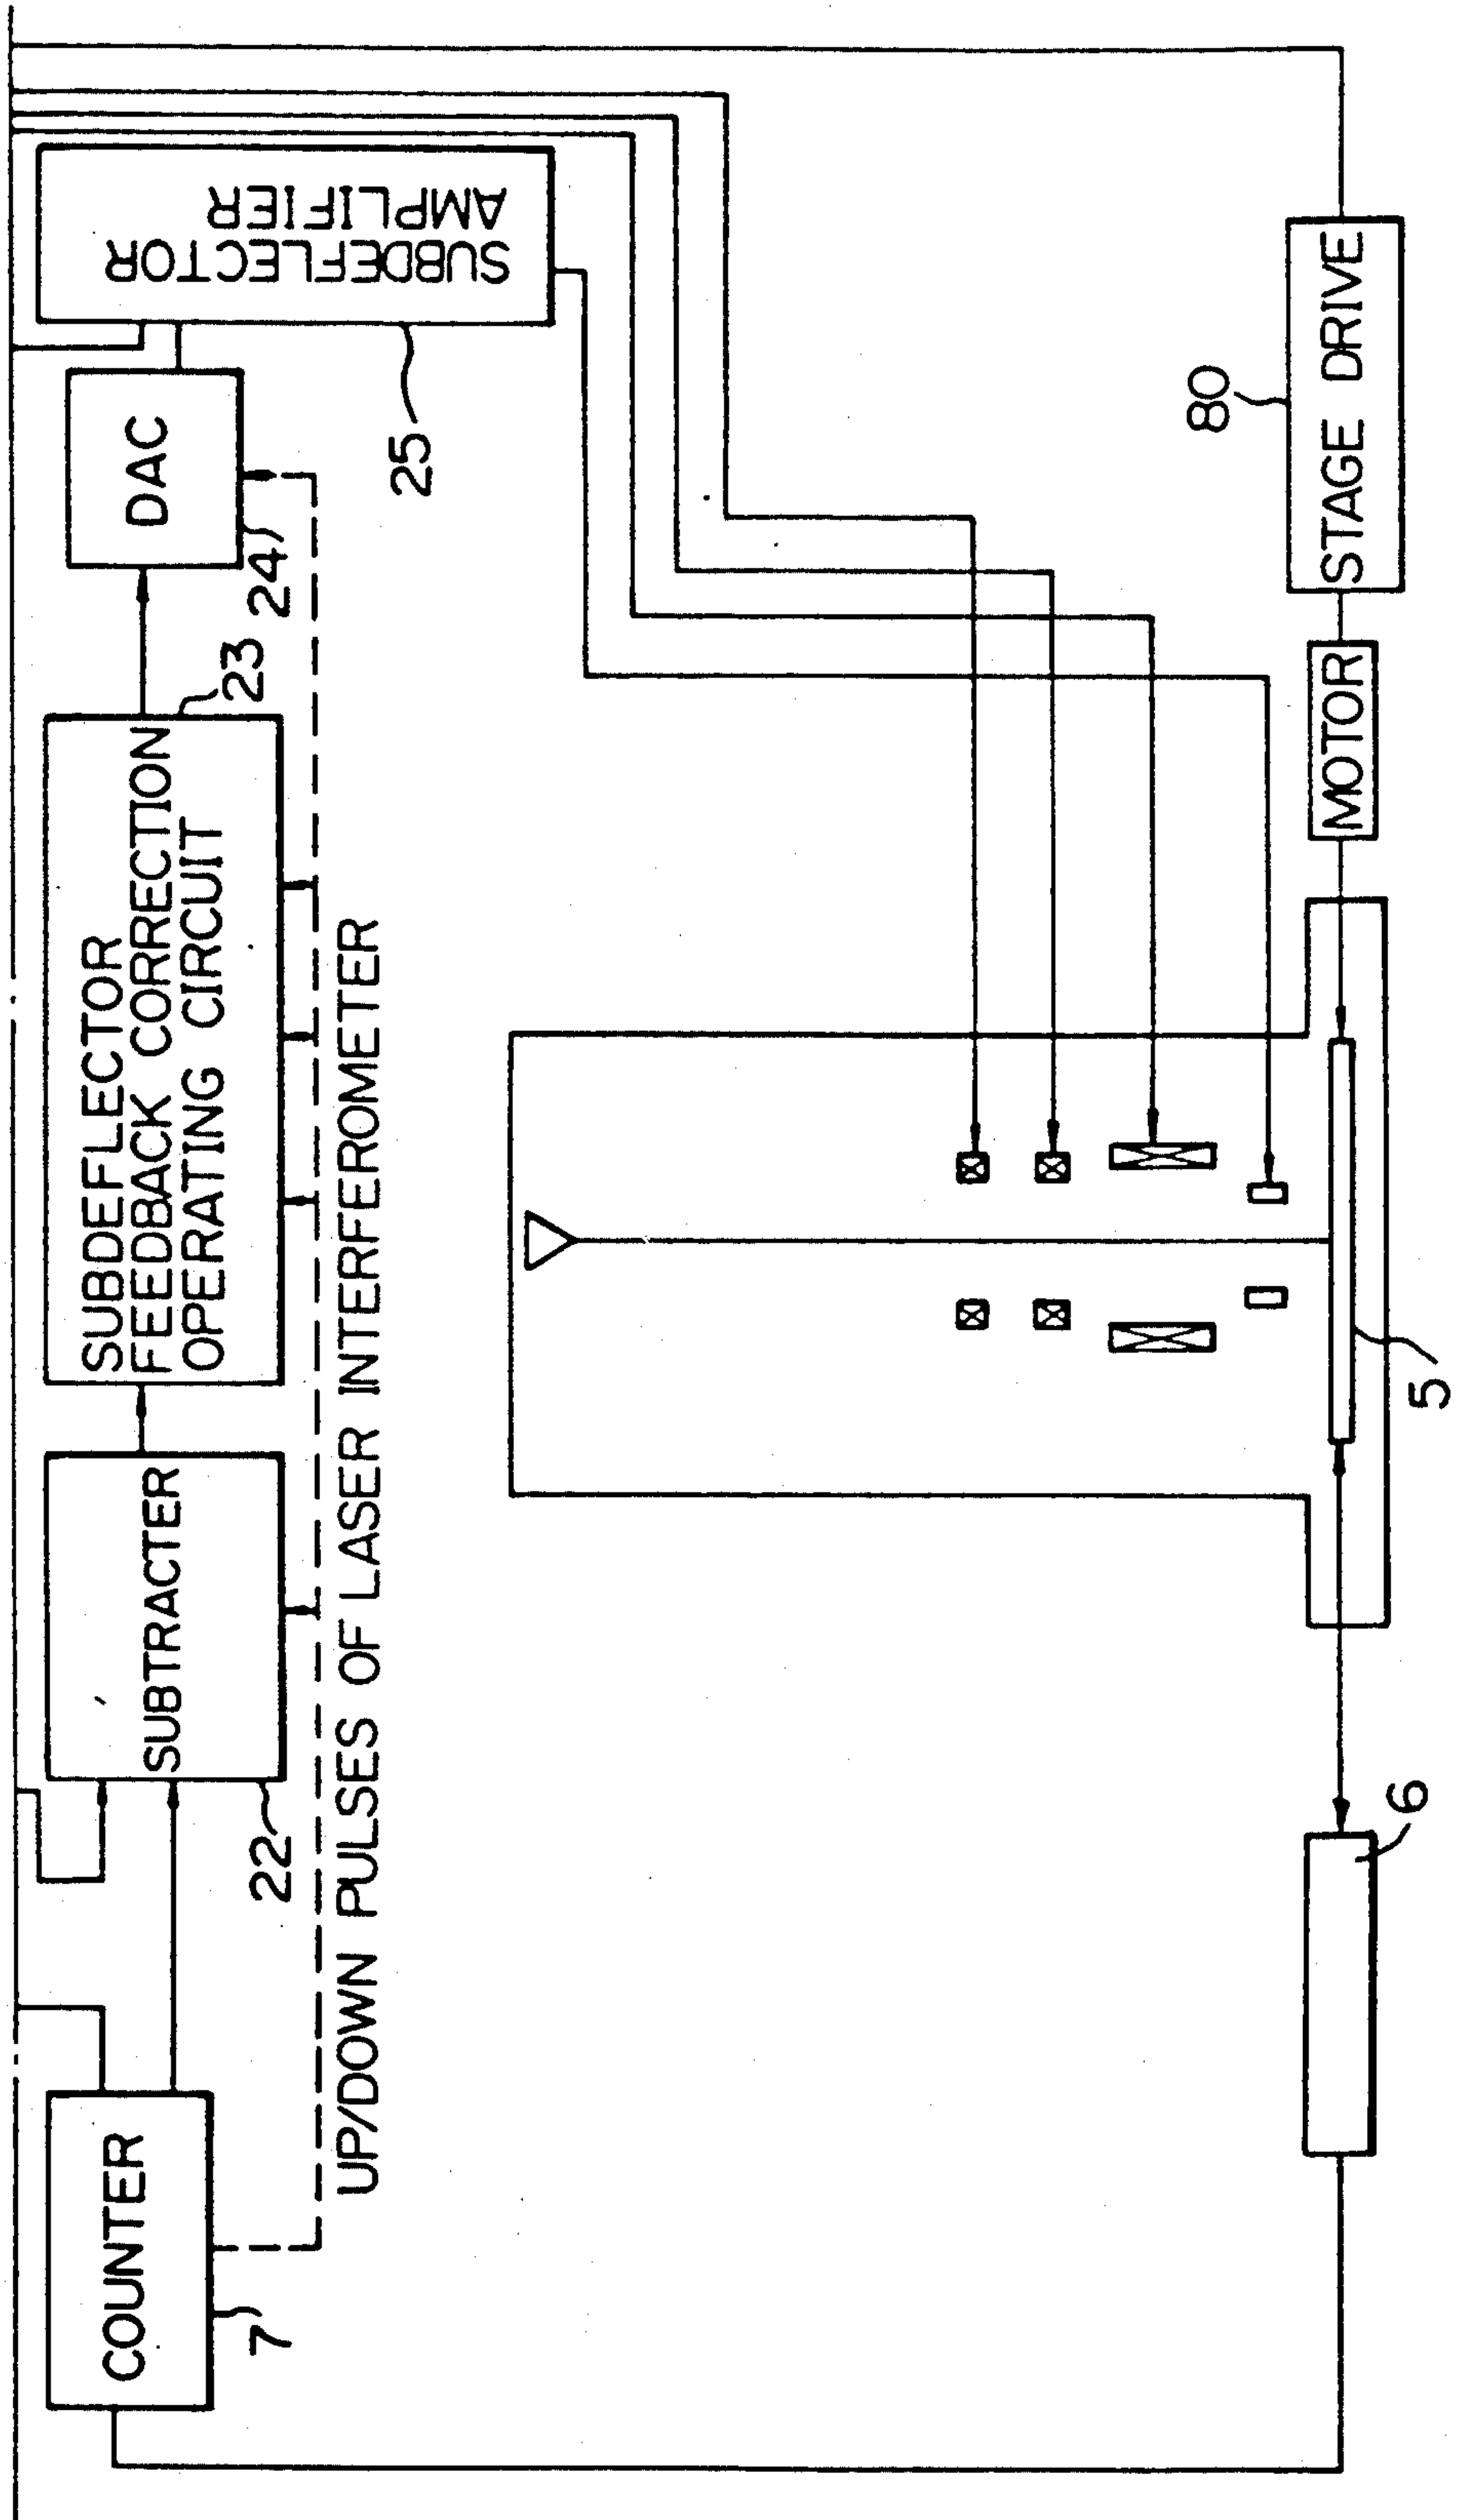 COUNTER
7
SUBTRACTER
22
SUBDEFLECTOR
FEEDBACK CORRECTION
OPERATING CIRCUIT
23
DAC
24
SUBDEFLECTOR
AMPLIFIER
25
UP/DOWN PULSES OF LASER INTERFEROMETER
6
5
MOTOR
STAGE DRIVE
80